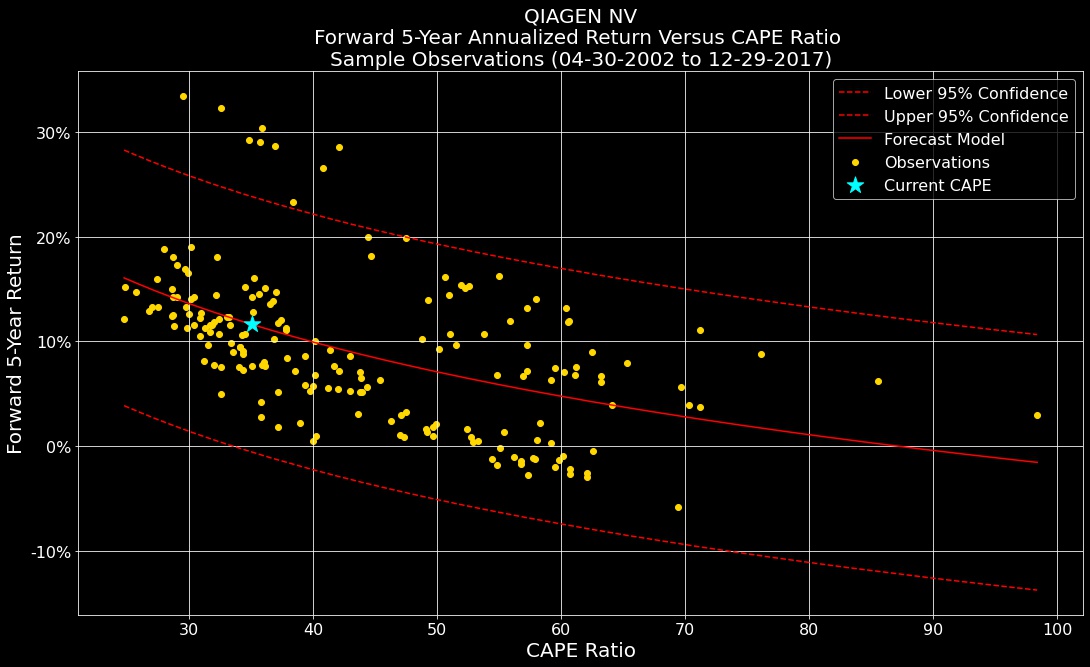 QIAGEN NV
Forward 5-Year Annualized Return Versus CAPE Ratio
Sample Observations (04-30-2002 to 12-29-2017)
Lower 95% Confidence
Upper 95% Confidence
Forecast Model
Observations
Current CAPE
Forward 5-Year Return
30%
20%
10%
0%
-10%
30 40 50 60 70 80 90 100
CAPE Ratio